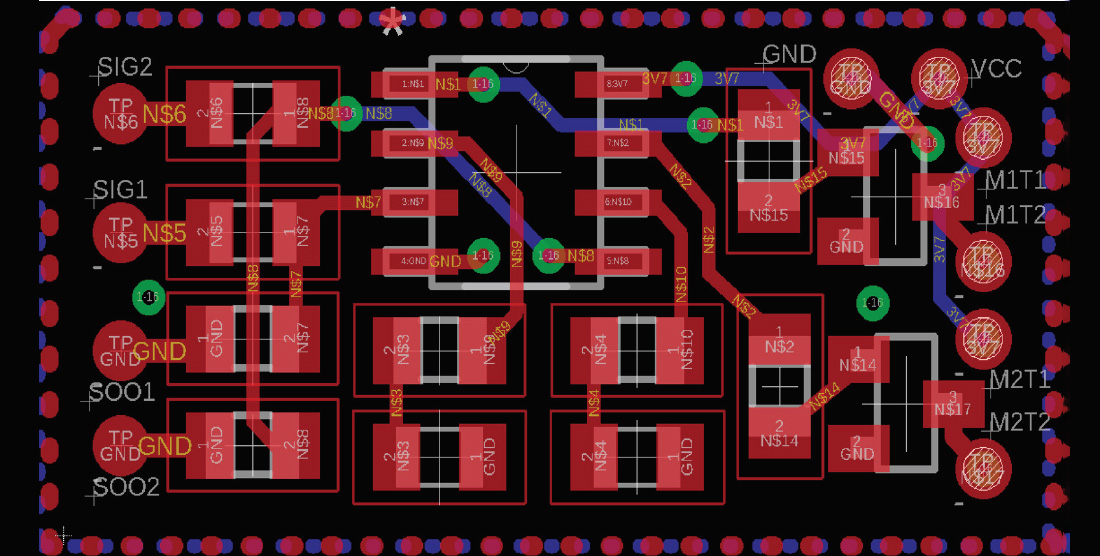 SIG2
TP
N$6
N$6
2
N$6
1
N$8
N$8
1-16
N$8
1:N$1
N$1
1-16
N$1
8:3V7
3V7
1-16
3V7
GND
VCC
TP
GND
TP
GND
3V7
3V7
TP
3V7
1
N$1
N$1
1-16
N$1
3V7
3V7
1
N$15
1-16
2:N$9
N$9
N$9
N$8
7:N$2
N$2
N$15
2
N$15
3V7
M1T1
3
N$16
M1T2
SIG1
TP
N$5
N$5
2
N$5
1
N$7
N$7
3:N$7
6:N$10
N$2
N$9
2
GND
3V7
TP
N$16
N$8
N$7
4:GND
GND
1-16
1-16
N$8
5:N$8
N$10
N$2
1-16
1-16
3V7
TP
3V7
TP
GND
GND
1
GND
2
N$7
2
N$3
1
N$9
N$9
2
N$4
1
N$10
1
N$2
1
N$14
M2T1
SOO1
N$3
N$4
N$14
3
N$17
M2T2
TP
GND
GND
1
GND
2
N$8
2
N$3
1
GND
2
N$4
1
GND
2
N$14
2
GND
TP
SOO2